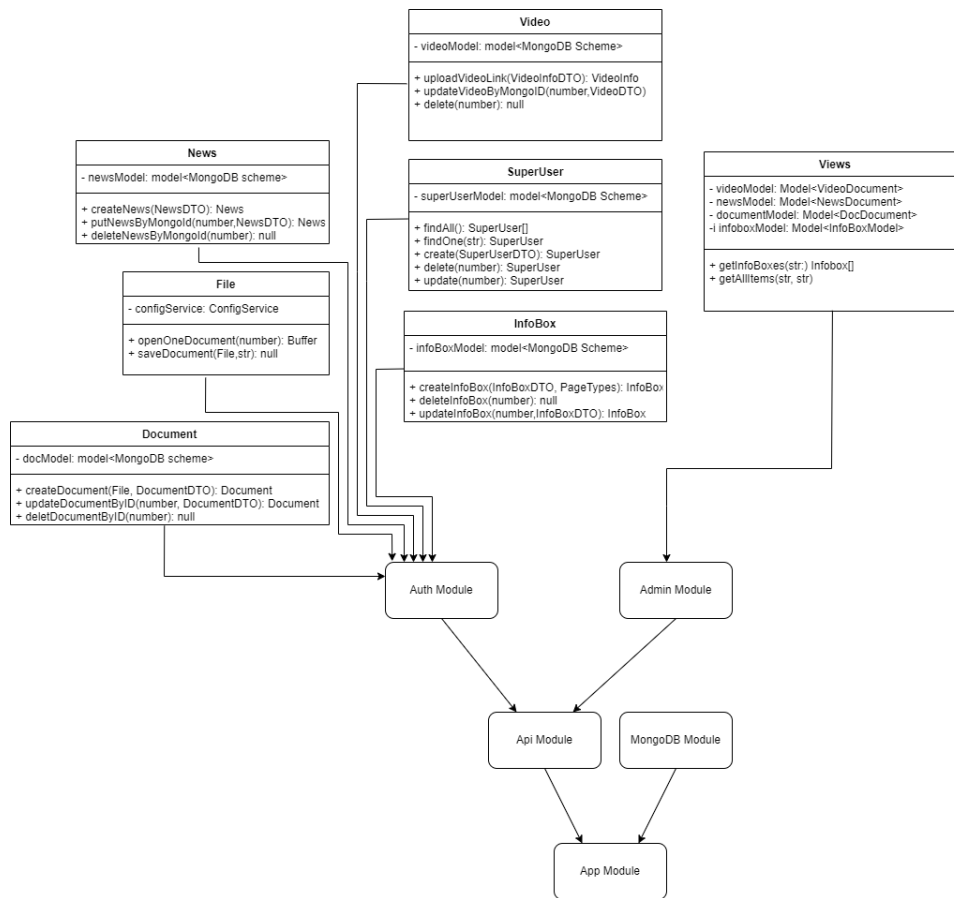 Video
- videoModel: model<MongoDB Scheme>
+ uploadVideoLink(VideoInfoDTO): VideoInfo
+ updateVideoByMongoID(number,VideoDTO)
+ delete(number): null
News
- newsModel: model<MongoDB scheme>
+ createNews(NewsDTO): News
+ putNewsByMongoId(number,NewsDTO): News
+ deleteNewsByMongoId(number): null
SuperUser
- superUserModel: model<MongoDB Scheme>
+ findAll(): SuperUser[]
+ findOne(str): SuperUser
+ create(SuperUserDTO): SuperUser
+ delete(number): SuperUser
+ update(number): SuperUser
Views
- videoModel: Model<VideoDocument>
- newsModel: Model<NewsDocument>
- documentModel: Model<DocDocument>
-i infoboxModel: Model<InfoBoxModel>
+ getInfoBoxes(str:) Infobox[]
+ getAllItems(str, str)
File
- configService: ConfigService
+ openOneDocument(number): Buffer
+ saveDocument(File,str): null
InfoBox
- infoBoxModel: model<MongoDB Scheme>
+ createInfoBox(InfoBoxDTO, PageTypes): InfoBox
+ deleteInfoBox(number): null
+ updateInfoBox(number,InfoBoxDTO): InfoBox
Document
- docModel: model<MongoDB scheme>
+ createDocument(File, DocumentDTO): Document
+ updateDocumentByID(number, DocumentDTO): Document
+ deletDocumentByID(number): null
Auth Module
Admin Module
Api Module
MongoDB Module
App Module